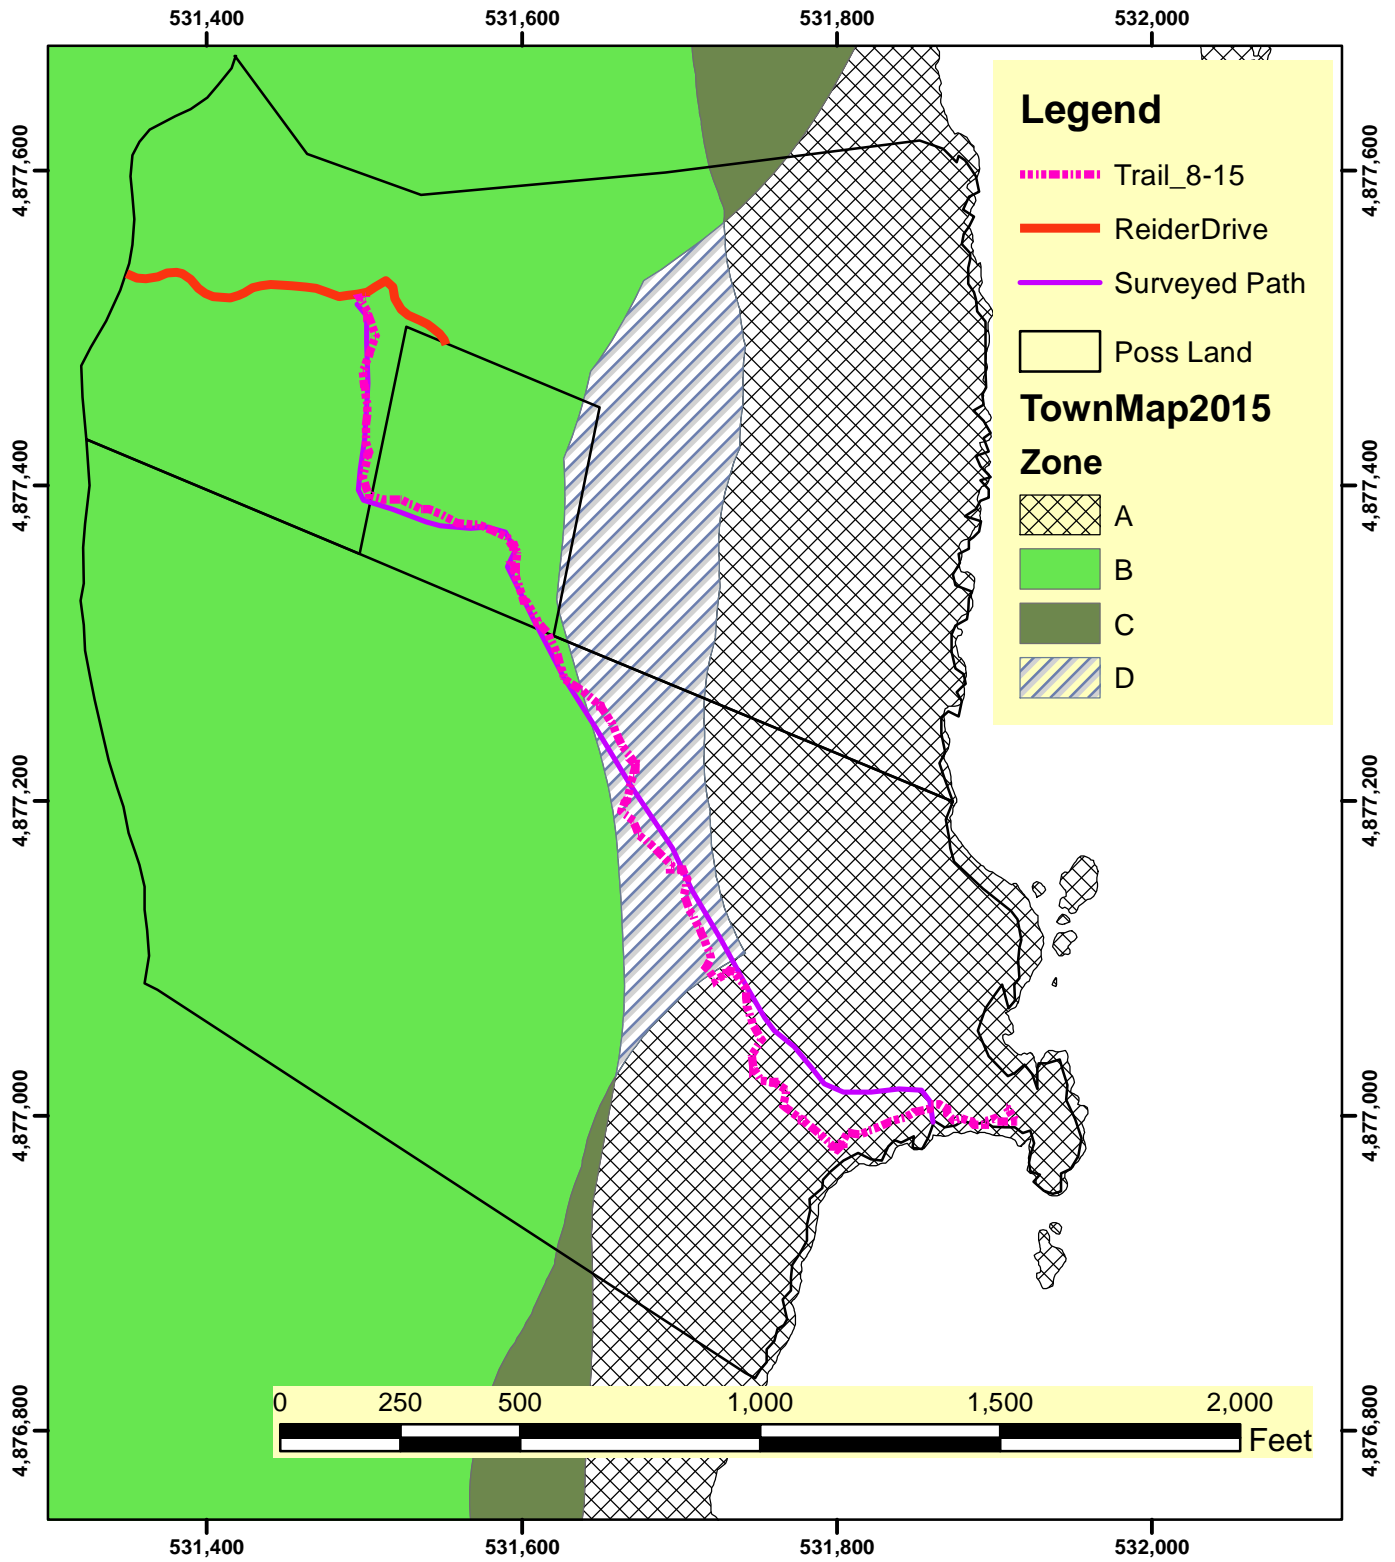 531,400
531,600
531,800
532,000
4,877,600
4,877,400
4,877,200
4,877,000
4,876,800
Legend
Trail_8-15
ReiderDrive
Surveyed Path
Poss Land
TownMap2015
Zone
A
B
C
D
4,877,600
4,877,400
4,877,200
4,877,000
4,876,800
0 250 500 1,000 1,500 2,000
Feet
531,400
531,600
531,800
532,000